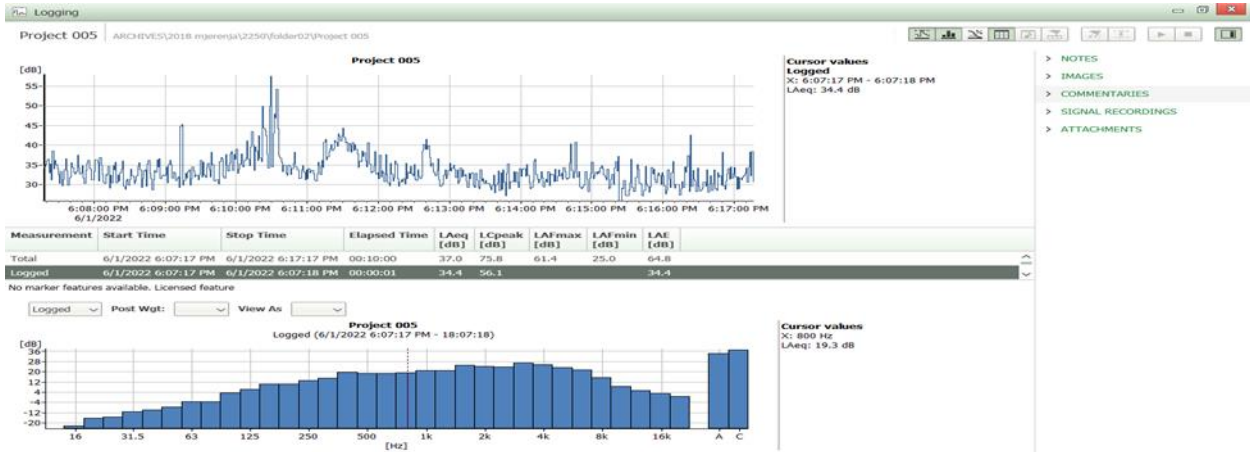 Logging
Project 005 ARCHIVES\2018 mjerenja\2250\folder02\Project 005
Project 005
[dB]
55
50
45
40
35
30
6:08:00 PM 6:09:00 PM 6:10:00 PM 6:11:00 PM 6:12:00 PM 6:13:00 PM 6:14:00 PM 6:15:00 PM 6:16:00 PM 6:17:00 PM
6/1/2022
Cursor values
Logged
X: 6:07:17 PM - 6:07:18 PM
LAeq: 34.4 dB
> NOTES
> IMAGES
> COMMENTARIES
> SIGNAL RECORDINGS
> ATTACHMENTS
Measurement Start Time Stop Time Elapsed Time LAeq [dB] LCpeak [dB] LAFmax [dB] LAFmin [dB] LAE [dB]
Total 6/1/2022 6:07:17 PM 6/1/2022 6:17:17 PM 00:10:00 37.0 75.8 61.4 25.0 64.8
Logged 6/1/2022 6:07:17 PM 6/1/2022 6:07:18 PM 00:00:01 34.4 56.1 34.4
No marker features available. Licensed feature
Logged Post Wgt: View As
Project 005
Logged (6/1/2022 6:07:17 PM - 18:07:18)
[dB]
36
28
20
12
4
-4
-12
-20
16 31.5 63 125 250 500 1k 2k 4k 8k 16k A C
[Hz]
Cursor values
X: 800 Hz
LAeq: 19.3 dB